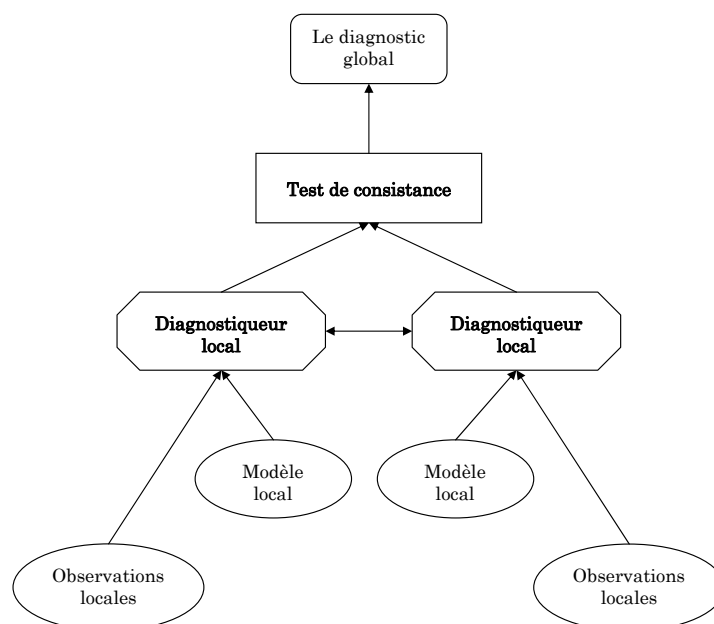 Le diagnostic
global
Test de consistance
Diagnostiqueur
local
Diagnostiqueur
local
Modèle
local
Modèle
local
Observations
locales
Observations
locales